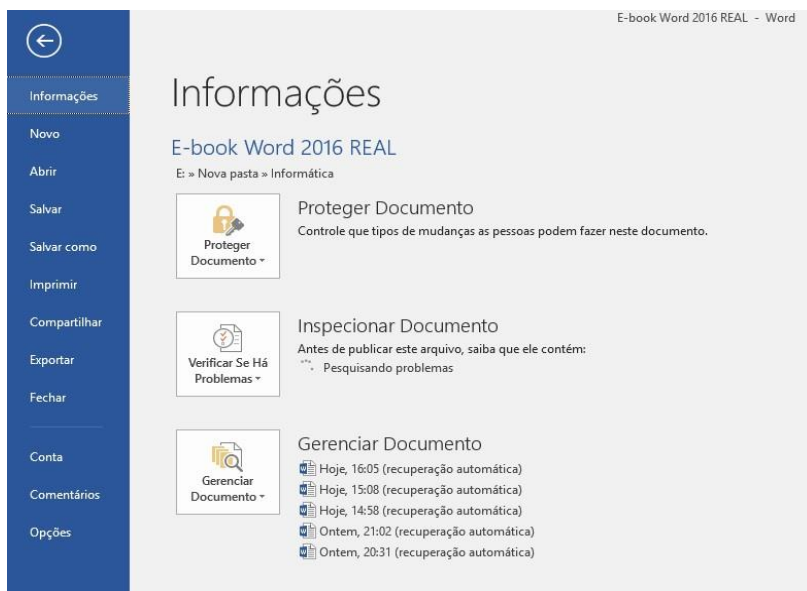 E-book Word 2016 REAL - Word
Informações
Novo
Abrir
Salvar
Salvar como
Imprimir
Compartilhar
Exportar
Fechar
Conta
Comentários
Opções
Informações
E-book Word 2016 REAL
E: » Nova pasta » Informática
Proteger
Documento
Proteger Documento
Controle que tipos de mudanças as pessoas podem fazer neste documento.
Verificar Se Há
Problemas
Inspecionar Documento
Antes de publicar este arquivo, saiba que ele contém:
Pesquisando problemas
Gerenciar
Documento
Gerenciar Documento
Hoje, 16:05 (recuperação automática)
Hoje, 15:08 (recuperação automática)
Hoje, 14:58 (recuperação automática)
Ontem, 21:02 (recuperação automática)
Ontem, 20:31 (recuperação automática)